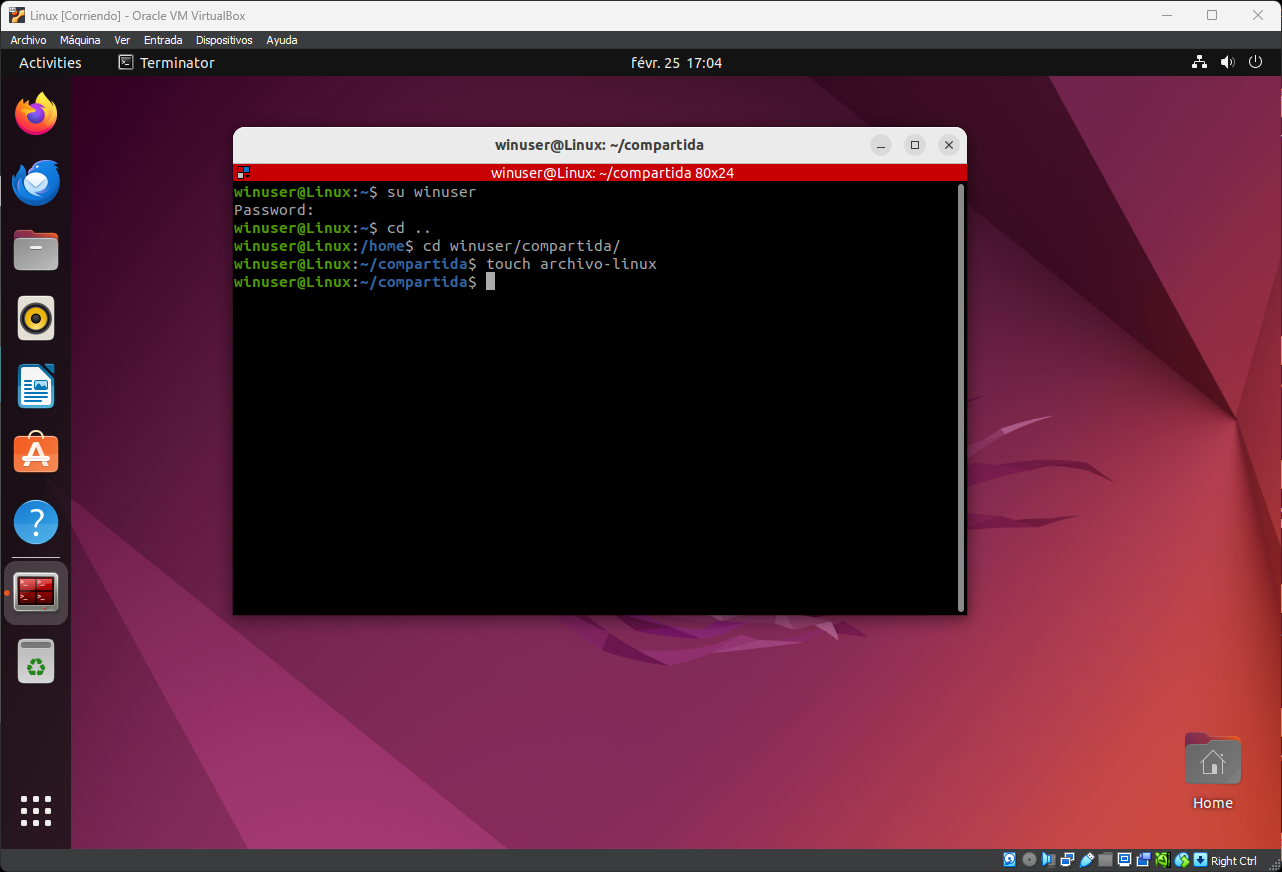 Linux [Corriendo] - Oracle VM VirtualBox
Archivo Máquina Ver Entrada Dispositivos Ayuda
Activities Terminator févr. 25 17:04
winuser@Linux: ~/compartida
winuser@Linux: ~/compartida 80x24
winuser@Linux:~$ su winuser
Password:
winuser@Linux:~$ cd ..
winuser@Linux:/home$ cd winuser/compartida/
winuser@Linux:~/compartida$ touch archivo-linux
winuser@Linux:~/compartida$
Home
Right Ctrl